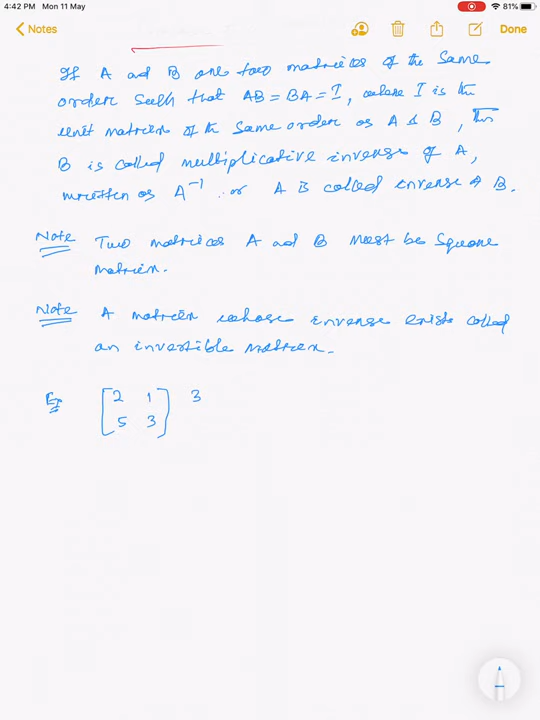 4:42 PM Mon 11 May 81%
Notes Done
If A and B are two matrices of the same
order such that AB = BA = I, where I is the
unit matrix of the same order as A & B, then
B is called multiplicative inverse of A,
written as A⁻¹ or A is called inverse of B.
Note Two matrices A and B must be square
matrix.
Note A matrix whose inverse exists called
an invertible matrix.
Ex [2 1 3
5 3]